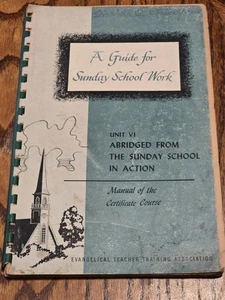 A Guide for
Sunday School Work
UNIT VI
ABRIDGED FROM
THE SUNDAY SCHOOL
IN ACTION
Manual of the
Certificate Course
EVANGELICAL TEACHER TRAINING ASSOCIATION